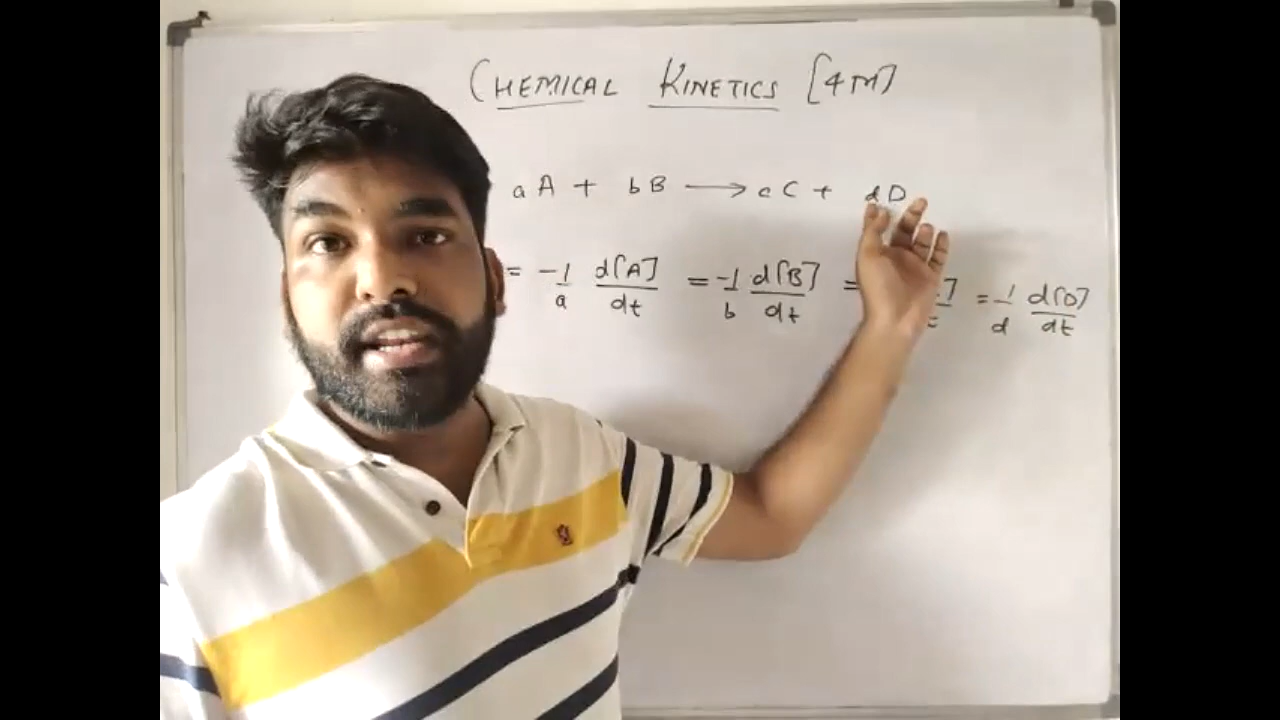 CHEMICAL KINETICS [4M]
aA + bB ⟶ cC + dD
= -1/a d[A]/dt = -1/b d[B]/dt = = 1/d d[D]/dt